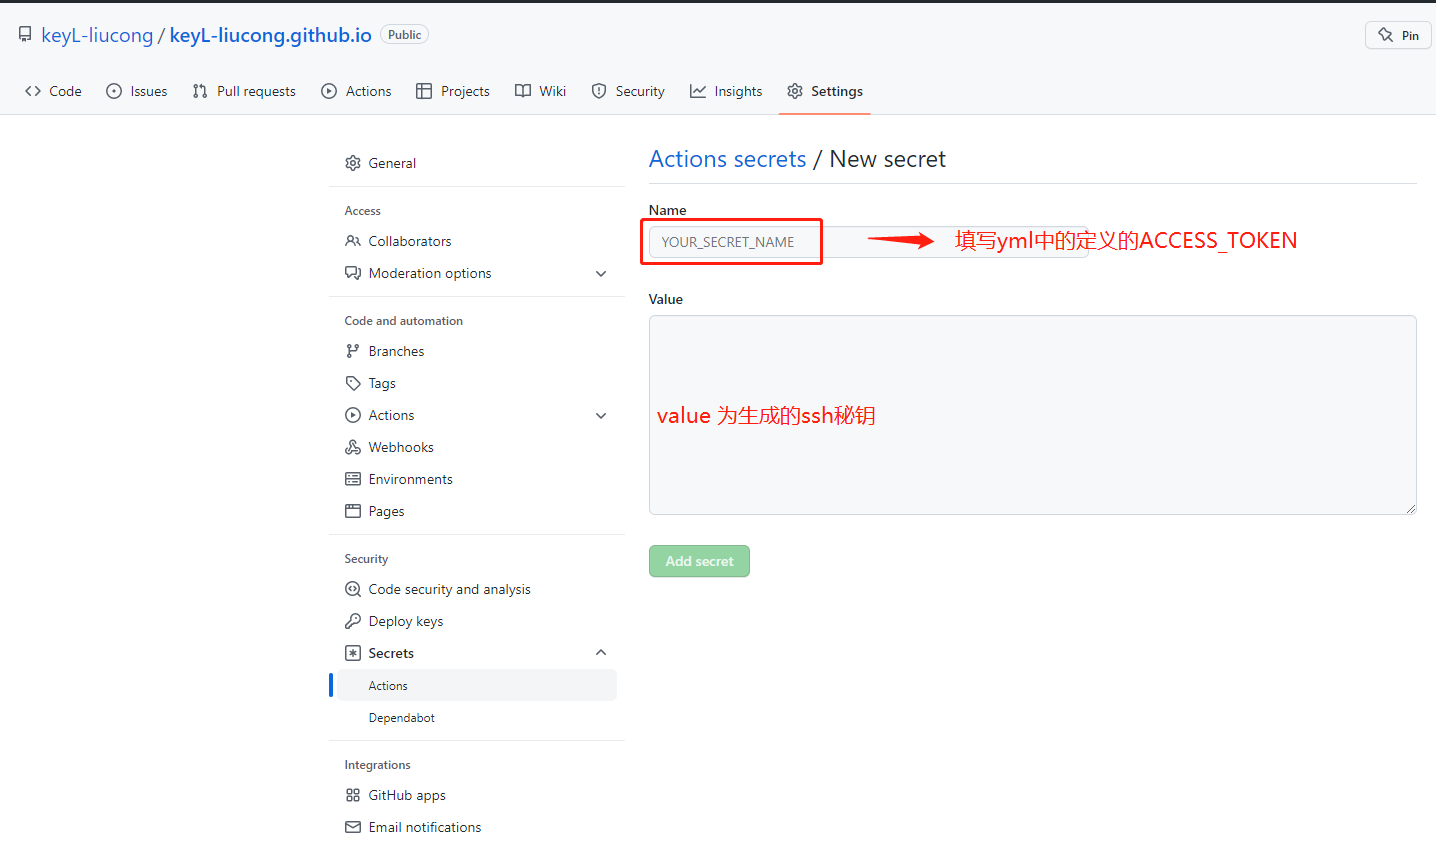 keyL-liucong / keyL-liucong.github.io Public
Pin
Code Issues Pull requests Actions Projects Wiki Security Insights Settings
General
Access
Collaborators
Moderation options
Code and automation
Branches
Tags
Actions
Webhooks
Environments
Pages
Security
Code security and analysis
Deploy keys
Secrets
Actions
Dependabot
Integrations
GitHub apps
Email notifications
Actions secrets / New secret
Name
YOUR_SECRET_NAME
填写yml中的定义的ACCESS_TOKEN
Value
value 为生成的ssh秘钥
Add secret